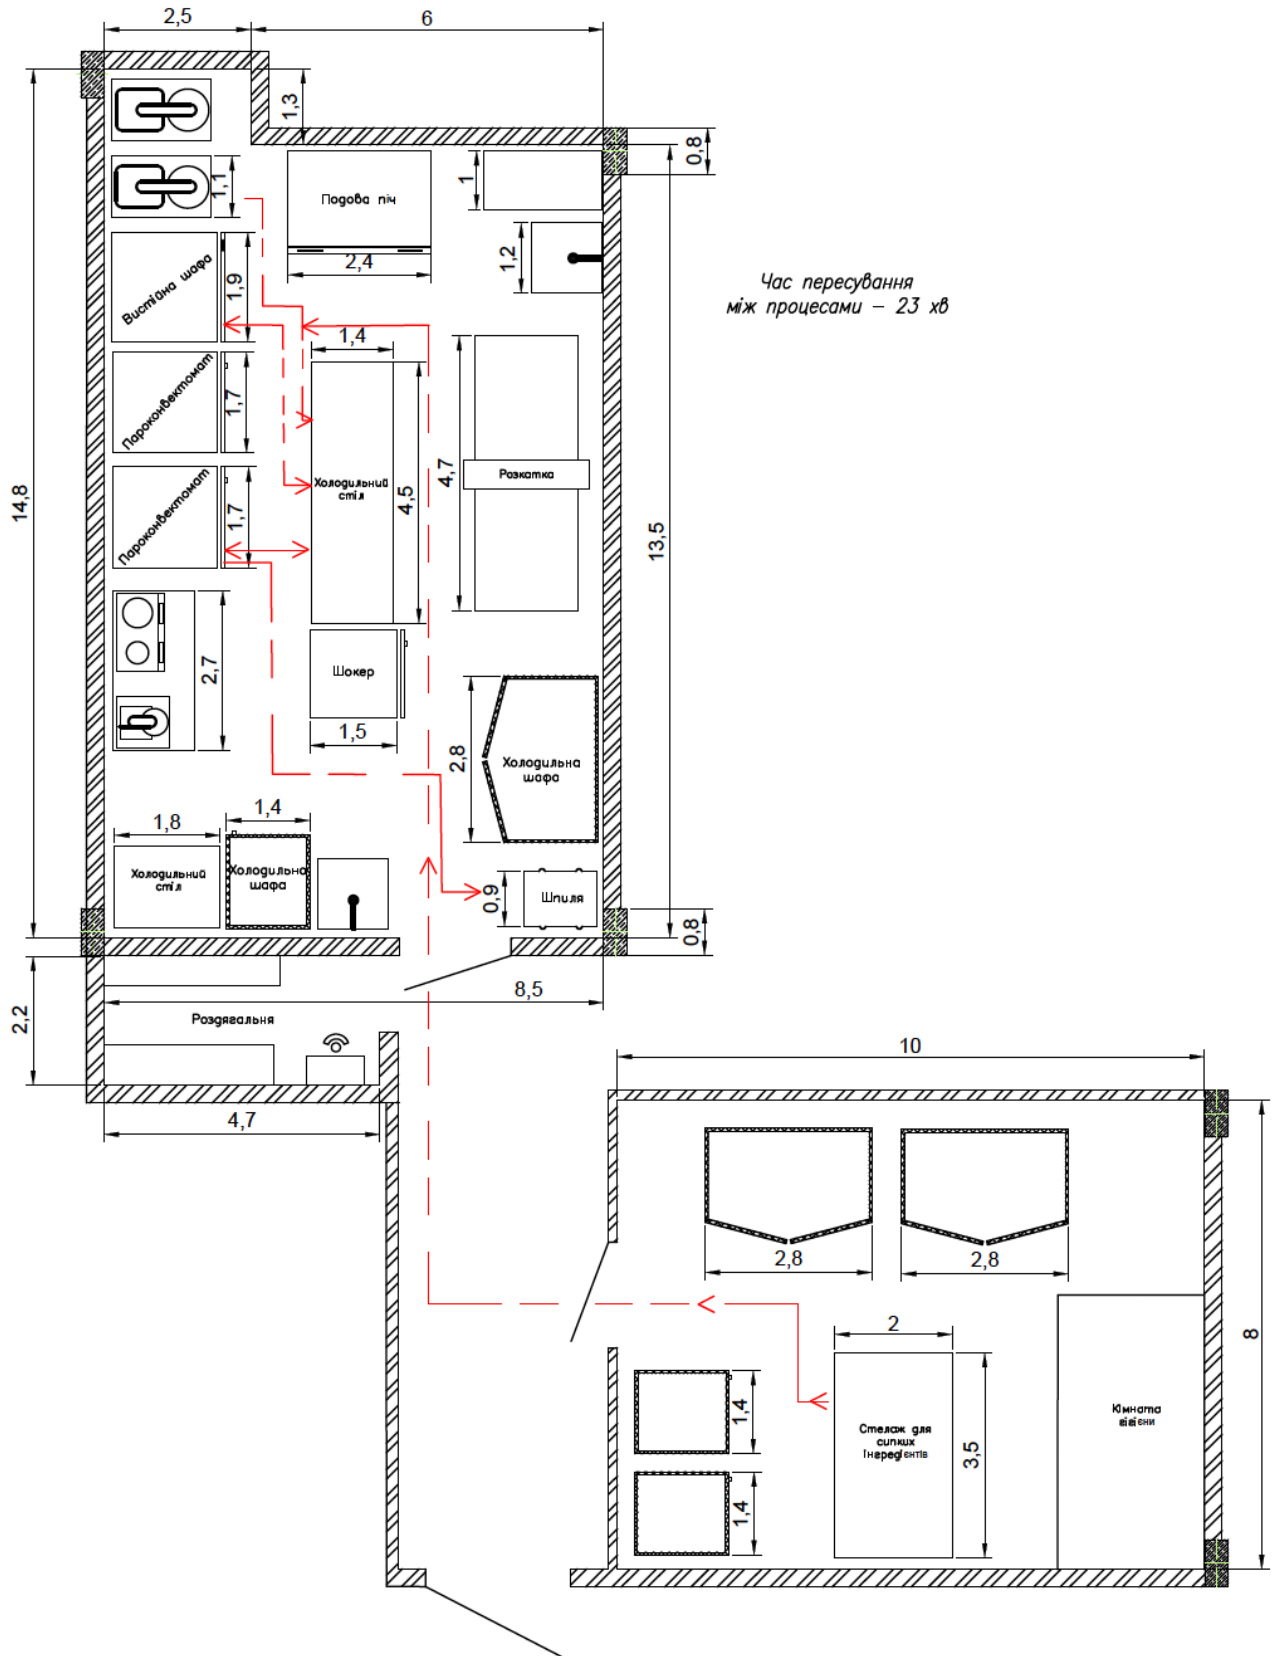 2,5
6
14,8
1,3
0,8
1,1
Подова піч
1
2,4
1,2
Вистійна шафа
1,9
Час пересування
між процесами – 23 хв
1,4
Пароконвектомат
1,7
4,5
4,7
Розкатка
Холодильний
стіл
Пароконвектомат
1,7
13,5
2,7
Шокер
1,5
2,8
Холодильна
шафа
1,8
1,4
Холодильний
стіл
Холодильна
шафа
0,9
Шпиля
0,8
2,2
8,5
Роздягальня
4,7
10
2,8
2,8
8
2
1,4
3,5
Стелаж для
сипких
інгредієнтів
Кімната
гігієни
1,4